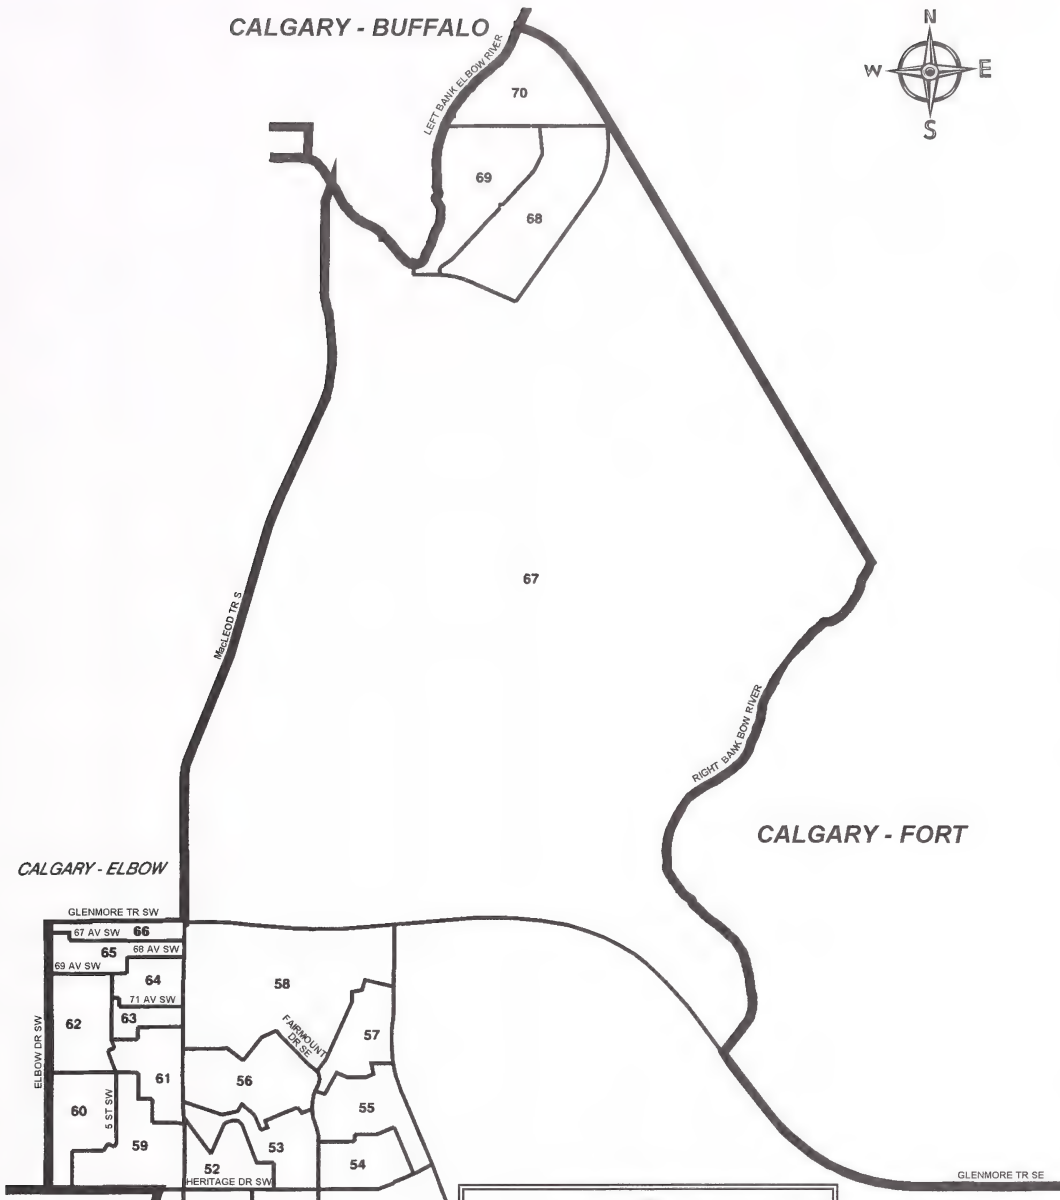 CALGARY - BUFFALO
N
W
E
S
LEFT BANK ELBOW RIVER
70
69
68
67
MacLEOD TR S
RIGHT BANK BOW RIVER
CALGARY - FORT
CALGARY - ELBOW
GLENMORE TR SW
67 AV SW
66
65
68 AV SW
69 AV SW
64
71 AV SW
63
62
58
FAIRMOUNT
DR SE
57
ELBOW DR SW
61
56
60
5 ST SW
55
59
53
52
54
HERITAGE DR SW
GLENMORE TR SE